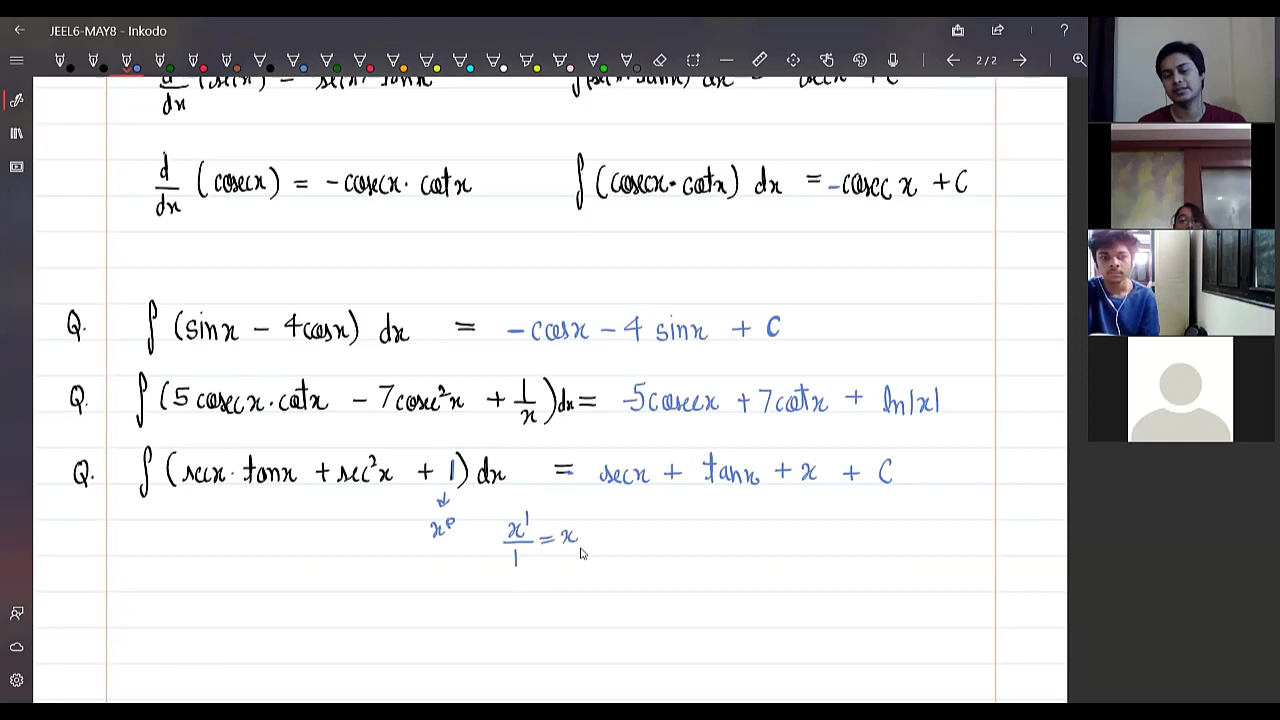 JEEL6-MAY8 - Inkodo
2/2
d/dx (cosecx) = -cosecx · cotx ∫ (cosecx · cotx) dx = -cosec x + C
Q. ∫ (sinx - 4cosx) dx = -cosx - 4 sinx + C
Q. ∫ (5 cosecx · cotx - 7cosec²x + 1/x) dx = -5cosecx + 7cotx + ln|x|
Q. ∫ (secx · tanx + sec²x + 1) dx = secx + tanx + x + C
↓
x⁰ x¹/1 = x